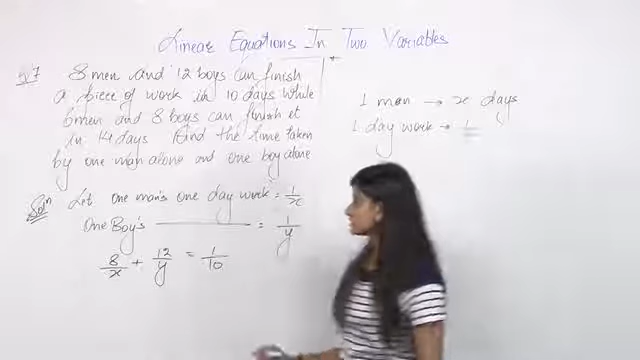 Linear Equations In Two Variables
Q7 8 men and 12 boys can finish
a piece of work in 10 days while
6 men and 8 boys can finish it
in 14 days. Find the time taken
by one man alone and one boy alone
Soln Let one man's one day work = 1/x
One Boy's ——— = 1/y
8/x + 12/y = 1/10
1 man → x days
1 day work → 1